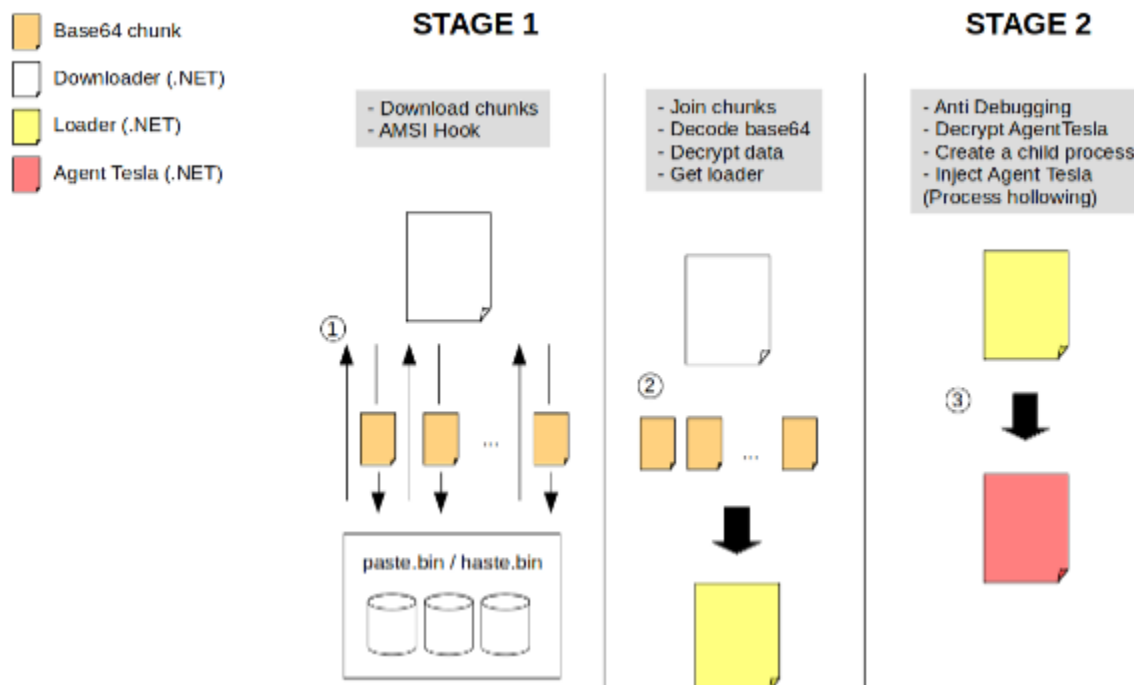 Base64 chunk
Downloader (.NET)
Loader (.NET)
Agent Tesla (.NET)
STAGE 1
- Download chunks
- AMSI Hook
①
...
paste.bin / haste.bin
- Join chunks
- Decode base64
- Decrypt data
- Get loader
②
...
STAGE 2
- Anti Debugging
- Decrypt AgentTesla
- Create a child process
- Inject Agent Tesla
(Process hollowing)
③